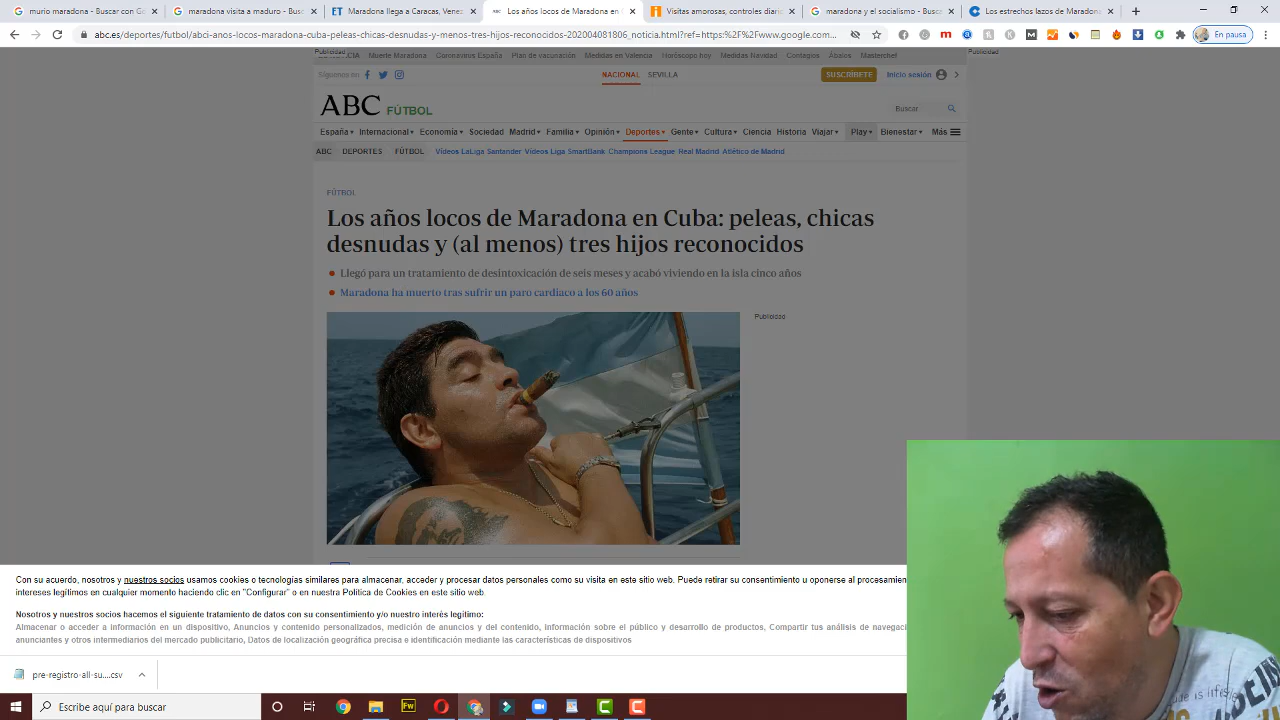 murio maradona - Buscar con Go
maradona visita a maduro - Busc
Maradona llega a Caracas, Venes
Los años locos de Maradona en C
Visitas amorosas, controles diario
maradona y el socialismo - Busca
Los estrechos lazos de Maradona
abc.es/deportes/futbol/abci-anos-locos-maradona-cuba-peleas-chicas-desnudas-y-menos-tres-hijos-reconocidos-202004081806_noticia.html?ref=https:%2F%2Fwww.google.com...
En pausa
Publicidad
Muerte Maradona Coronavirus España Plan de vacunación Medidas en Valencia Horóscopo hoy Medidas Navidad Contagios Ábalos Masterchef
Publicidad
Síguenos en
NACIONAL SEVILLA
SUSCRÍBETE
Inicio sesión
ABC FÚTBOL
Buscar
España Internacional Economía Sociedad Madrid Familia Opinión Deportes Gente Cultura Ciencia Historia Viajar Play Bienestar Más
ABC DEPORTES FÚTBOL Vídeos LaLiga Santander Vídeos Liga SmartBank Champions League Real Madrid Atlético de Madrid
FÚTBOL
Los años locos de Maradona en Cuba: peleas, chicas
desnudas y (al menos) tres hijos reconocidos
Llegó para un tratamiento de desintoxicación de seis meses y acabó viviendo en la isla cinco años
Maradona ha muerto tras sufrir un paro cardiaco a los 60 años
Publicidad
Con su acuerdo, nosotros y nuestros socios usamos cookies o tecnologías similares para almacenar, acceder y procesar datos personales como su visita en este sitio web. Puede retirar su consentimiento u oponerse al procesamien
intereses legítimos en cualquier momento haciendo clic en "Configurar" o en nuestra Política de Cookies en este sitio web.
Nosotros y nuestros socios hacemos el siguiente tratamiento de datos con su consentimiento y/o nuestro interés legítimo:
Almacenar o acceder a información en un dispositivo, Anuncios y contenido personalizados, medición de anuncios y del contenido, información sobre el público y desarrollo de productos, Compartir tus análisis de navegaci
anunciantes y otros intermediarios del mercado publicitario, Datos de localización geográfica precisa e identificación mediante las características de dispositivos
pre-registro-all-su....csv
Escribe aquí para buscar